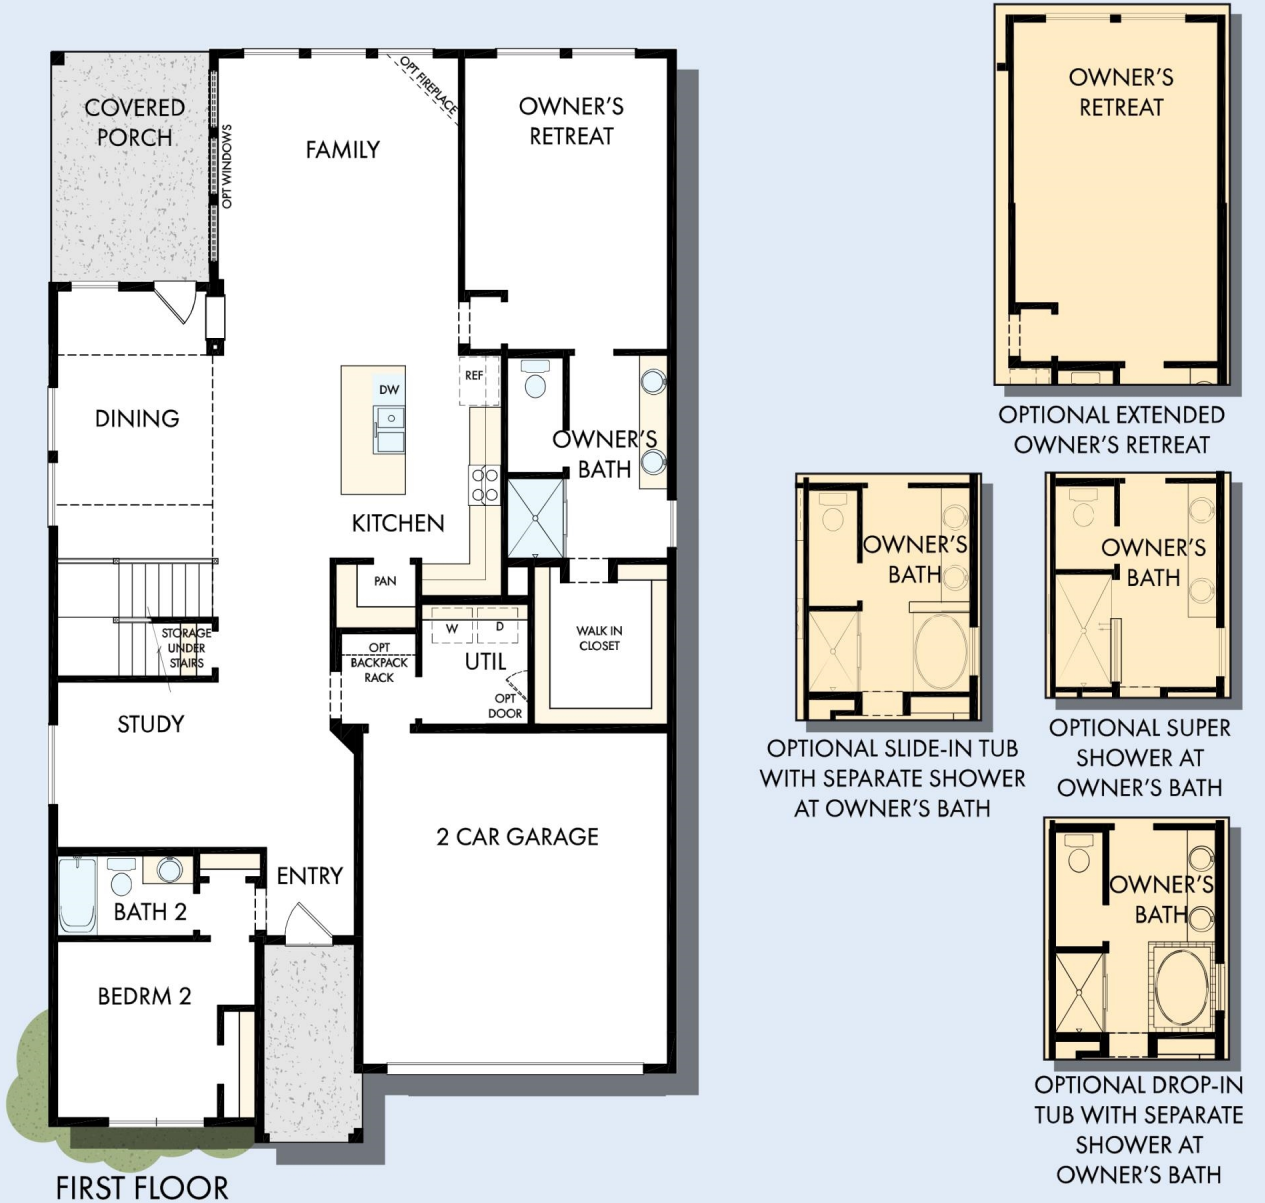 COVERED
PORCH
OPT WINDOWS
FAMILY
OPT FIREPLACE
OWNER'S
RETREAT
DINING
DW
REF
KITCHEN
OWNER'S
BATH
PAN
STORAGE
UNDER
STAIRS
W
D
OPT
BACKPACK
RACK
UTIL
OPT
DOOR
WALK IN
CLOSET
STUDY
2 CAR GARAGE
ENTRY
BATH 2
BEDRM 2
FIRST FLOOR
OWNER'S
RETREAT
OPTIONAL EXTENDED
OWNER'S RETREAT
OWNER'S
BATH
OPTIONAL SLIDE-IN TUB
WITH SEPARATE SHOWER
AT OWNER'S BATH
OWNER'S
BATH
OPTIONAL SUPER
SHOWER AT
OWNER'S BATH
OWNER'S
BATH
OPTIONAL DROP-IN
TUB WITH SEPARATE
SHOWER AT
OWNER'S BATH